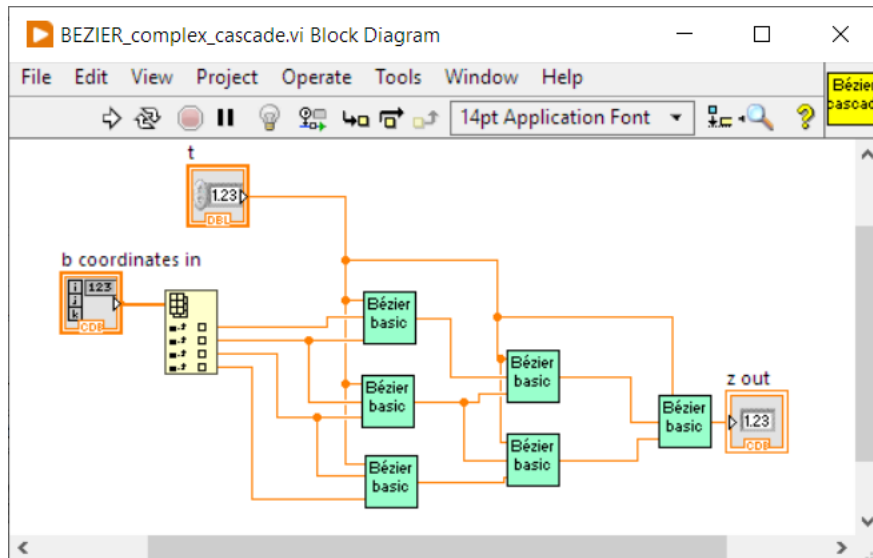 BEZIER_complex_cascade.vi Block Diagram
File Edit View Project Operate Tools Window Help
Bézier
cascad
14pt Application Font
?
t
1.23
DBL
b coordinates in
i 123
j
k
CDB
Bézier
basic
Bézier
basic
Bézier
basic
Bézier
basic
Bézier
basic
Bézier
basic
z out
1.23
CDB